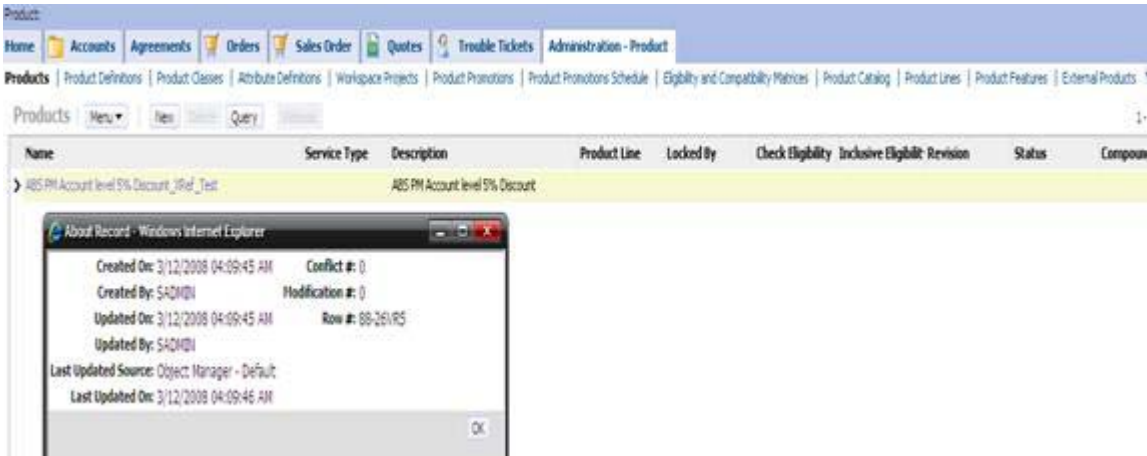 Product:
Home Accounts Agreements Orders Sales Order Quotes Trouble Tickets Administration - Product
Products | Product Definitions | Product Classes | Attribute Definitions | Workspace Projects | Product Promotions | Product Promotions Schedule | Eligibility and Compatibility Matrices | Product Catalog | Product Lines | Product Features | External Products
Products Menu New Query
1 -
Name Service Type Description Product Line Locked By Check Eligibility Inclusive Eligibilit Revision Status Compound
ABS PM Account level 5% Discount_XRef_Test ABS PM Account level 5% Discount
About Record - Windows Internet Explorer
Created On: 3/12/2008 04:09:45 AM Conflict #: 0
Created By: SADMIN Modification #: 0
Updated On: 3/12/2008 04:09:45 AM Row #: 88-26VR5
Updated By: SADMIN
Last Updated Source: Object Manager - Default
Last Updated On: 3/12/2008 04:09:46 AM
OK